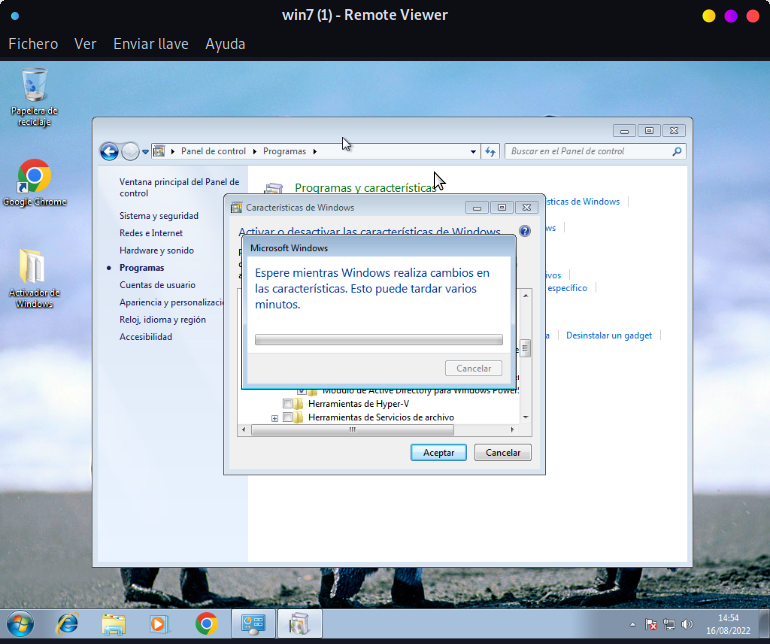 win7 (1) - Remote Viewer
Fichero Ver Enviar llave Ayuda
Papelera de
reciclaje
Google Chrome
Activador de
Windows
Panel de control Programas
Buscar en el Panel de control
Ventana principal del Panel de
control
Sistema y seguridad
Redes e Internet
Hardware y sonido
Programas
Cuentas de usuario
Apariencia y personalizació
Reloj, idioma y región
Accesibilidad
Programas y características
sticas de Windows
ws
ivos
específico
a
Desinstalar un gadget
Características de Windows
Activar o desactivar las características de Windows
Microsoft Windows
Espere mientras Windows realiza cambios en
las características. Esto puede tardar varios
minutos.
Cancelar
Módulo de Active Directory para Windows Power
Herramientas de Hyper-V
Herramientas de Servicios de archivo
Aceptar
Cancelar
14:54
16/08/2022